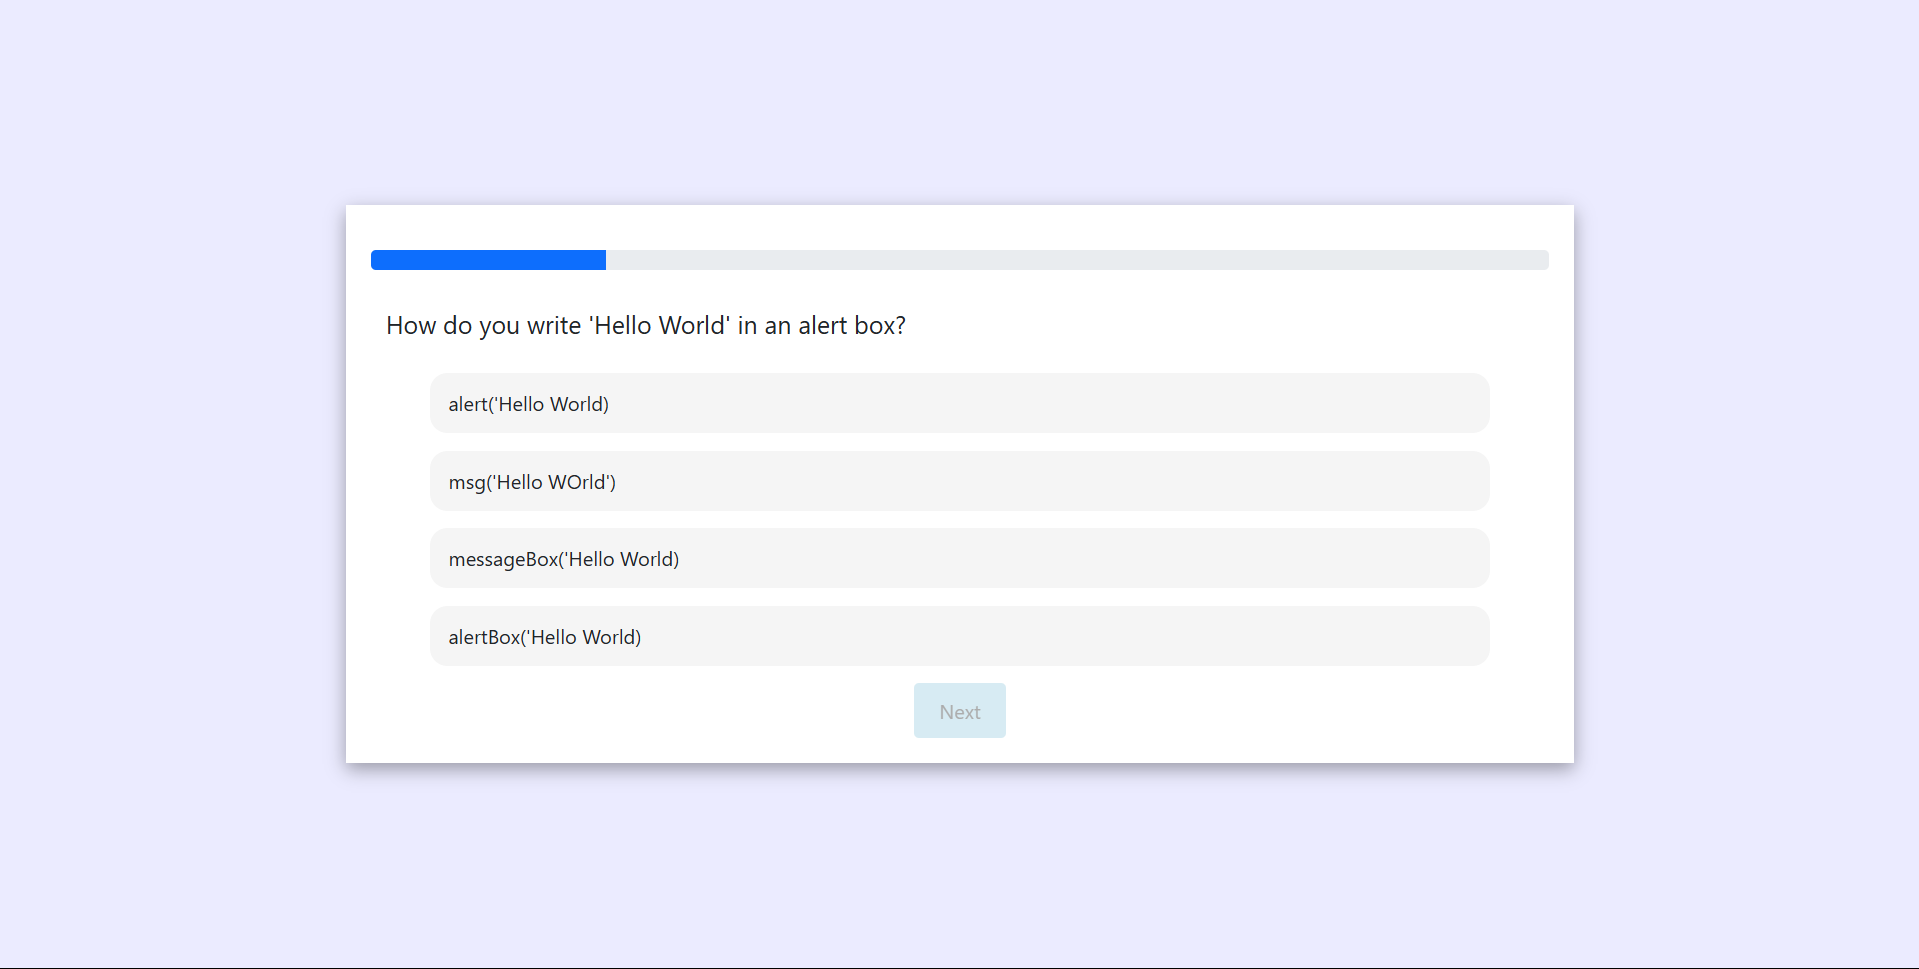 How do you write 'Hello World' in an alert box?
alert('Hello World)
msg('Hello WOrld')
messageBox('Hello World)
alertBox('Hello World)
Next